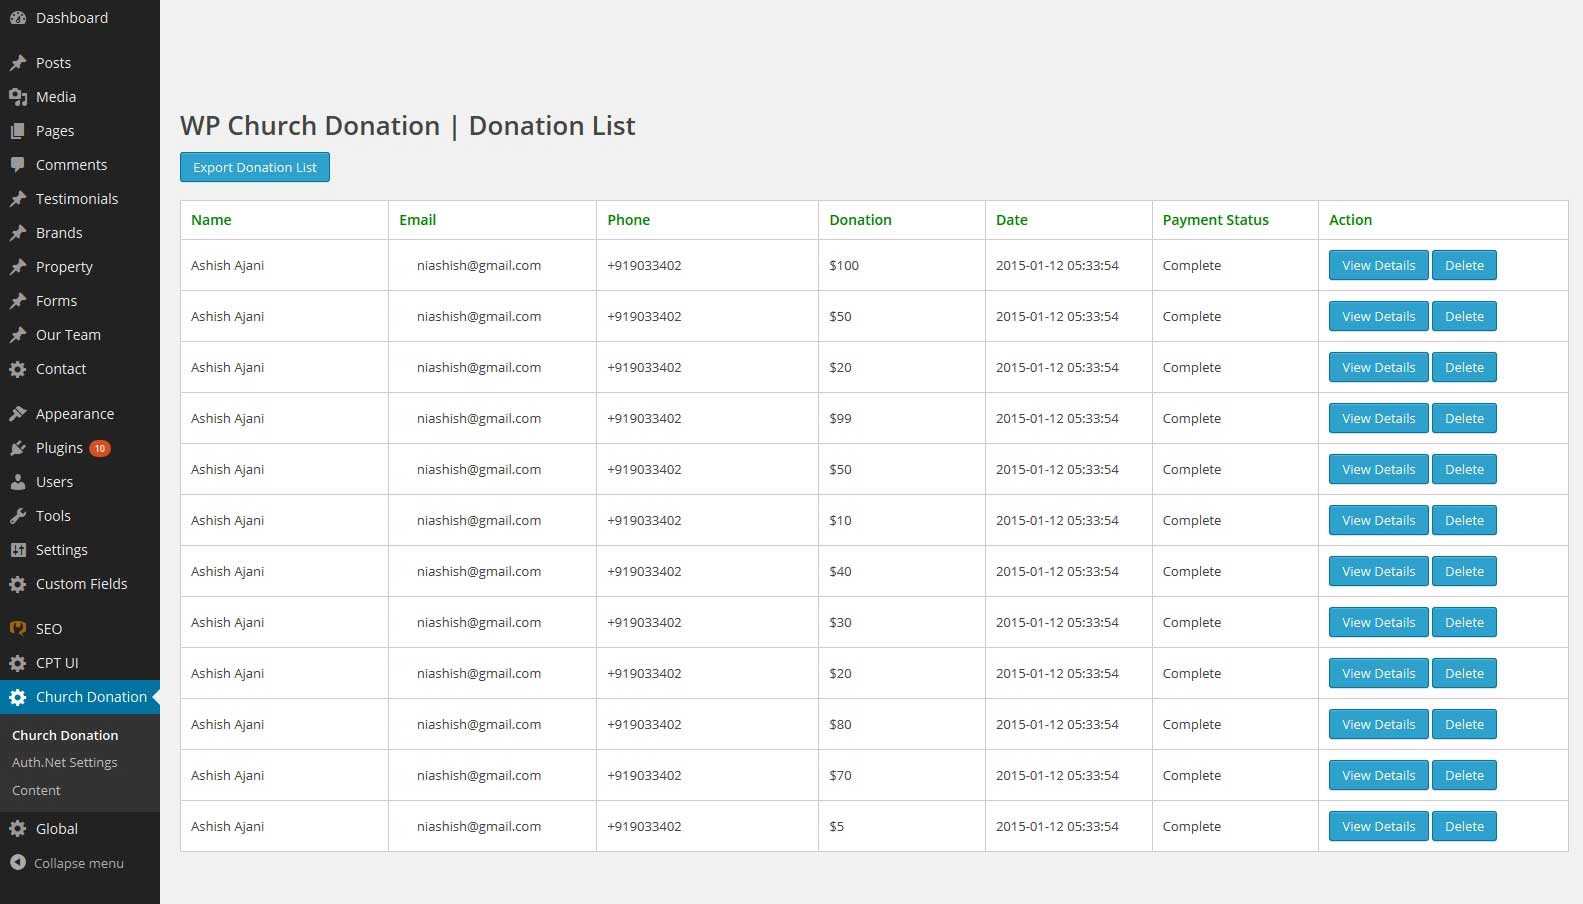 Dashboard
Posts
Media
Pages
Comments
Testimonials
Brands
Property
Forms
Our Team
Contact
Appearance
Plugins 10
Users
Tools
Settings
Custom Fields
SEO
CPT UI
Church Donation
Church Donation
Auth.Net Settings
Content
Global
Collapse menu
WP Church Donation | Donation List
Export Donation List
Name Email Phone Donation Date Payment Status Action
Ashish Ajani niashish@gmail.com +919033402 $100 2015-01-12 05:33:54 Complete View Details Delete
Ashish Ajani niashish@gmail.com +919033402 $50 2015-01-12 05:33:54 Complete View Details Delete
Ashish Ajani niashish@gmail.com +919033402 $20 2015-01-12 05:33:54 Complete View Details Delete
Ashish Ajani niashish@gmail.com +919033402 $99 2015-01-12 05:33:54 Complete View Details Delete
Ashish Ajani niashish@gmail.com +919033402 $50 2015-01-12 05:33:54 Complete View Details Delete
Ashish Ajani niashish@gmail.com +919033402 $10 2015-01-12 05:33:54 Complete View Details Delete
Ashish Ajani niashish@gmail.com +919033402 $40 2015-01-12 05:33:54 Complete View Details Delete
Ashish Ajani niashish@gmail.com +919033402 $30 2015-01-12 05:33:54 Complete View Details Delete
Ashish Ajani niashish@gmail.com +919033402 $20 2015-01-12 05:33:54 Complete View Details Delete
Ashish Ajani niashish@gmail.com +919033402 $80 2015-01-12 05:33:54 Complete View Details Delete
Ashish Ajani niashish@gmail.com +919033402 $70 2015-01-12 05:33:54 Complete View Details Delete
Ashish Ajani niashish@gmail.com +919033402 $5 2015-01-12 05:33:54 Complete View Details Delete